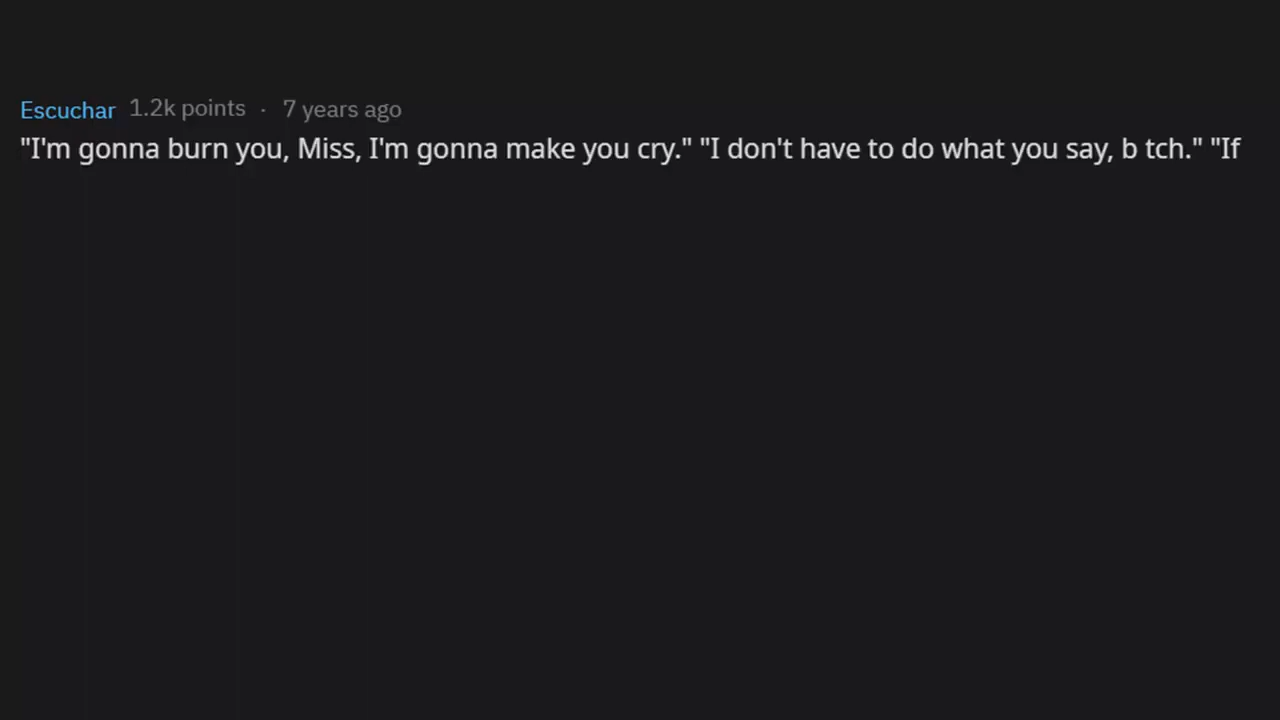 Escuchar 1.2k points · 7 years ago
"I'm gonna burn you, Miss, I'm gonna make you cry." "I don't have to do what you say, b tch." "If